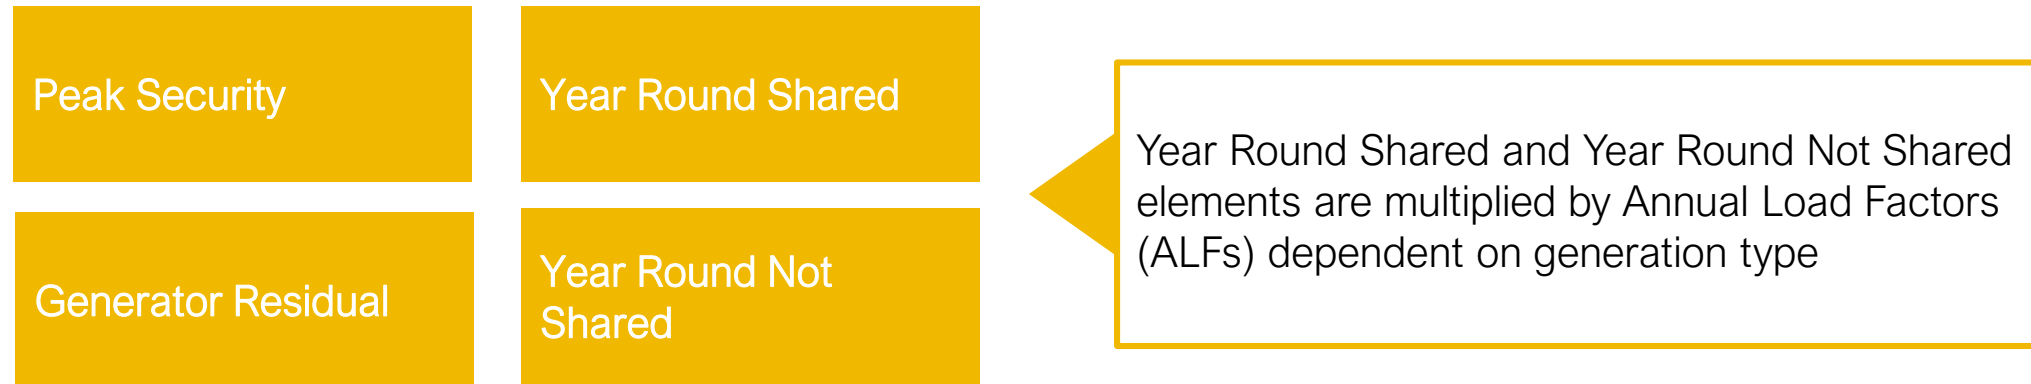 Peak Security
Year Round Shared
Generator Residual
Year Round Not
Shared
Year Round Shared and Year Round Not Shared
elements are multiplied by Annual Load Factors
(ALFs) dependent on generation type